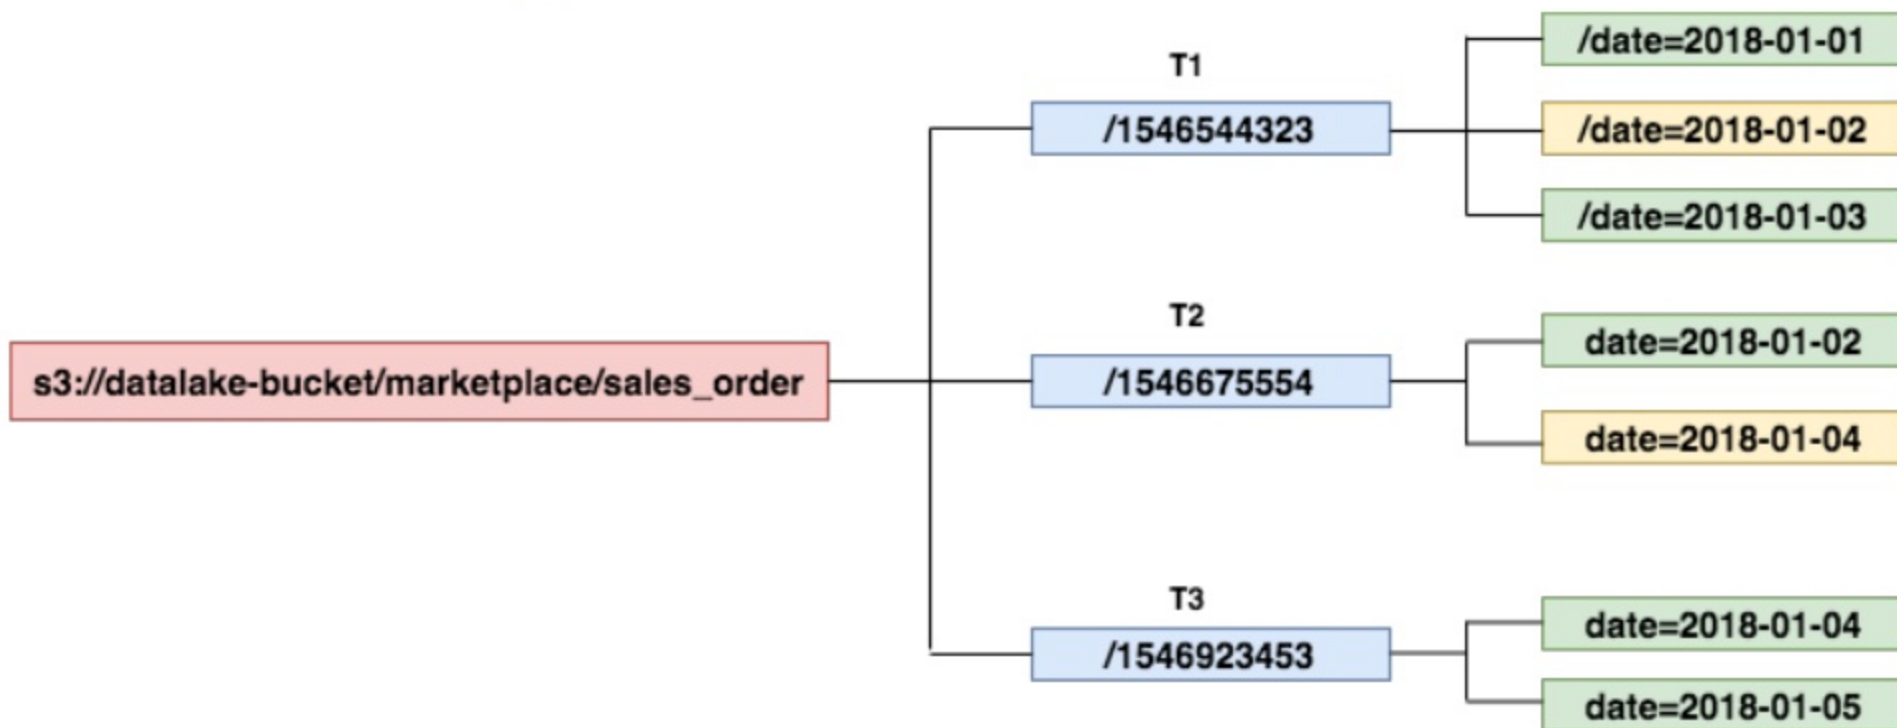 s3://datalake-bucket/marketplace/sales_order
T1
/1546544323
/date=2018-01-01
/date=2018-01-02
/date=2018-01-03
T2
/1546675554
date=2018-01-02
date=2018-01-04
T3
/1546923453
date=2018-01-04
date=2018-01-05